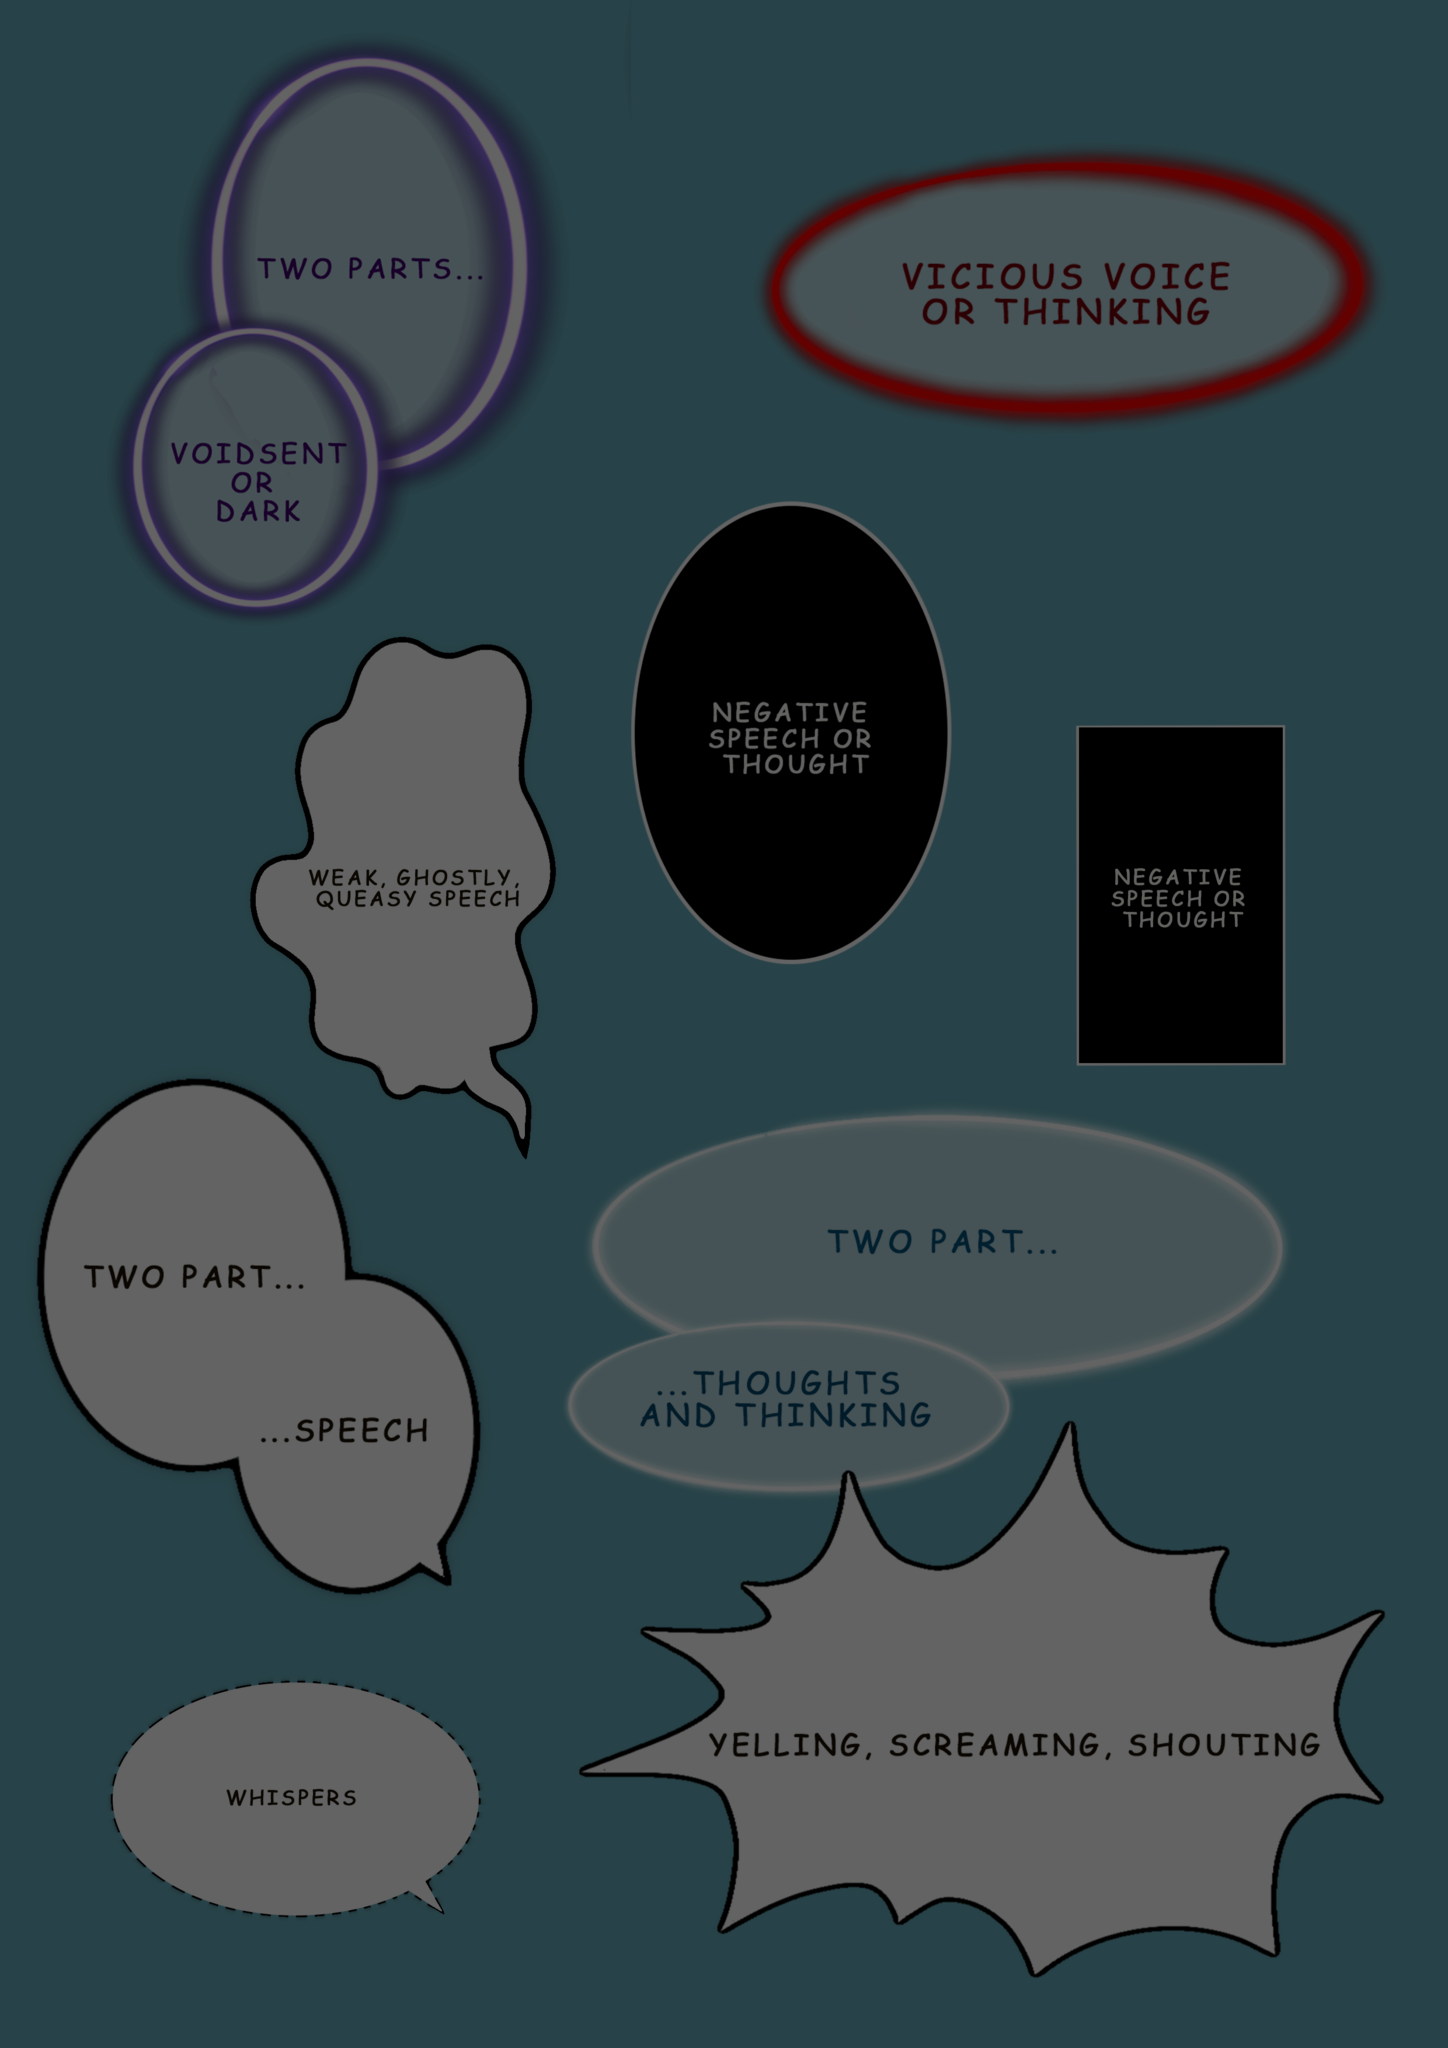 TWO PARTS...
VOIDSENT
OR
DARK
VICIOUS VOICE
OR THINKING
NEGATIVE
SPEECH OR
THOUGHT
WEAK, GHOSTLY,
QUEASY SPEECH
NEGATIVE
SPEECH OR
THOUGHT
TWO PART...
...SPEECH
TWO PART...
...THOUGHTS
AND THINKING
YELLING, SCREAMING, SHOUTING
WHISPERS